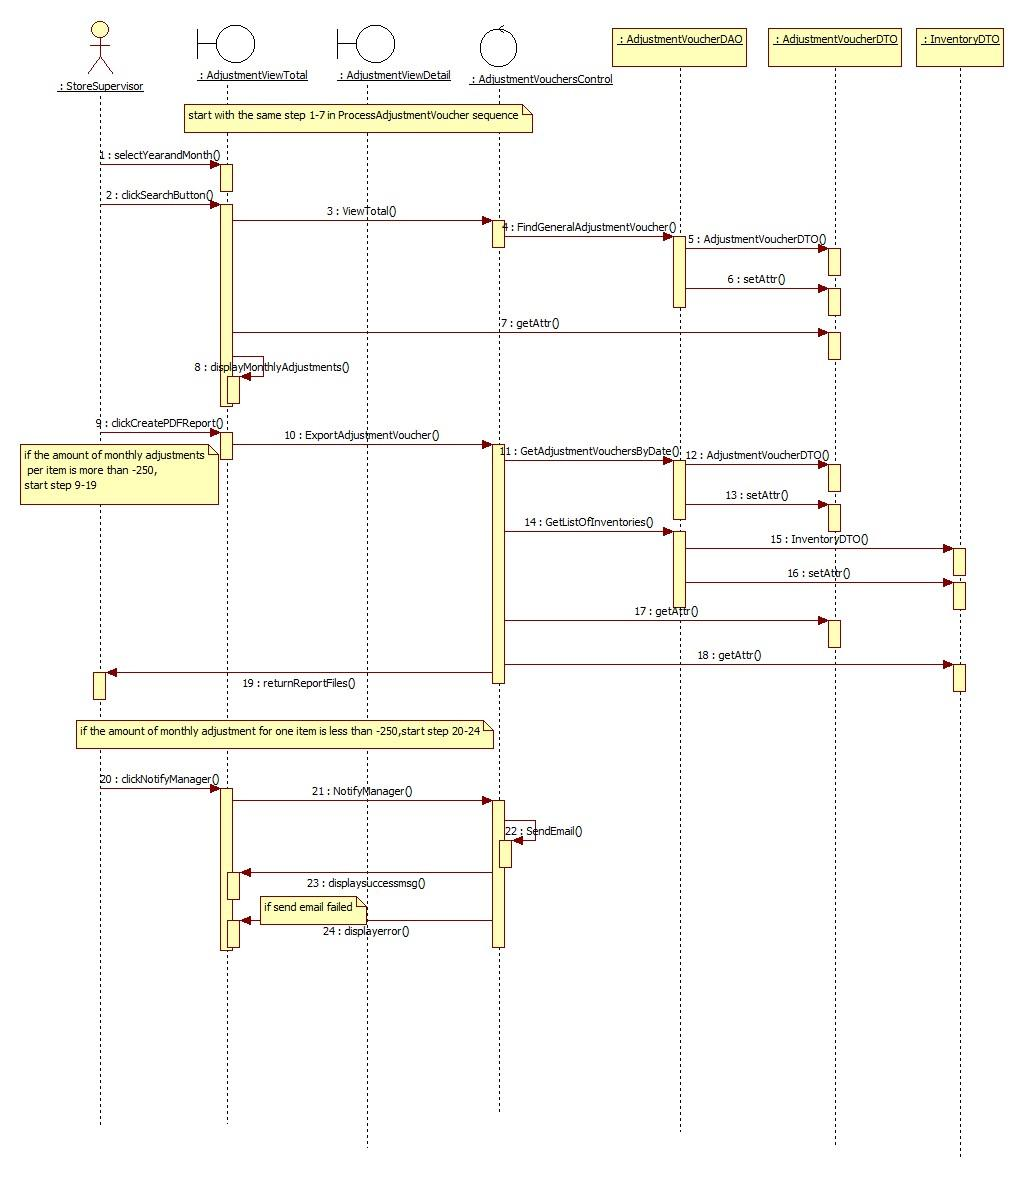 : AdjustmentVoucherDAO
: AdjustmentVoucherDTO
: InventoryDTO
: StoreSupervisor
: AdjustmentViewTotal
: AdjustmentViewDetail
: AdjustmentVouchersControl
start with the same step 1-7 in ProcessAdjustmentVoucher sequence
1 : selectYearandMonth()
2 : clickSearchButton()
3 : ViewTotal()
4 : FindGeneralAdjustmentVoucher()
5 : AdjustmentVoucherDTO()
6 : setAttr()
7 : getAttr()
8 : displayMonthlyAdjustments()
9 : clickCreatePDFReport()
10 : ExportAdjustmentVoucher()
if the amount of monthly adjustments
per item is more than -250,
start step 9-19
11 : GetAdjustmentVouchersByDate()
12 : AdjustmentVoucherDTO()
13 : setAttr()
14 : GetListOfInventories()
15 : InventoryDTO()
16 : setAttr()
17 : getAttr()
18 : getAttr()
19 : returnReportFiles()
if the amount of monthly adjustment for one item is less than -250,start step 20-24
20 : clickNotifyManager()
21 : NotifyManager()
22 : SendEmail()
23 : displaysuccessmsg()
if send email failed
24 : displayerror()